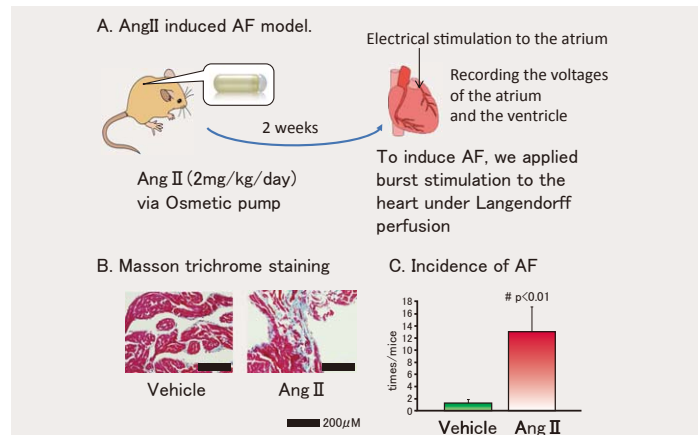 A. AngII induced AF model.
Electrical stimulation to the atrium
Recording the voltages
of the atrium
and the ventricle
2 weeks
Ang Ⅱ (2mg/kg/day)
via Osmetic pump
To induce AF, we applied
burst stimulation to the
heart under Langendorff
perfusion
B. Masson trichrome staining
Vehicle
Ang Ⅱ
200μM
C. Incidence of AF
# p<0.01
times/mice
18
16
14
12
10
8
6
4
2
0
Vehicle
Ang Ⅱ